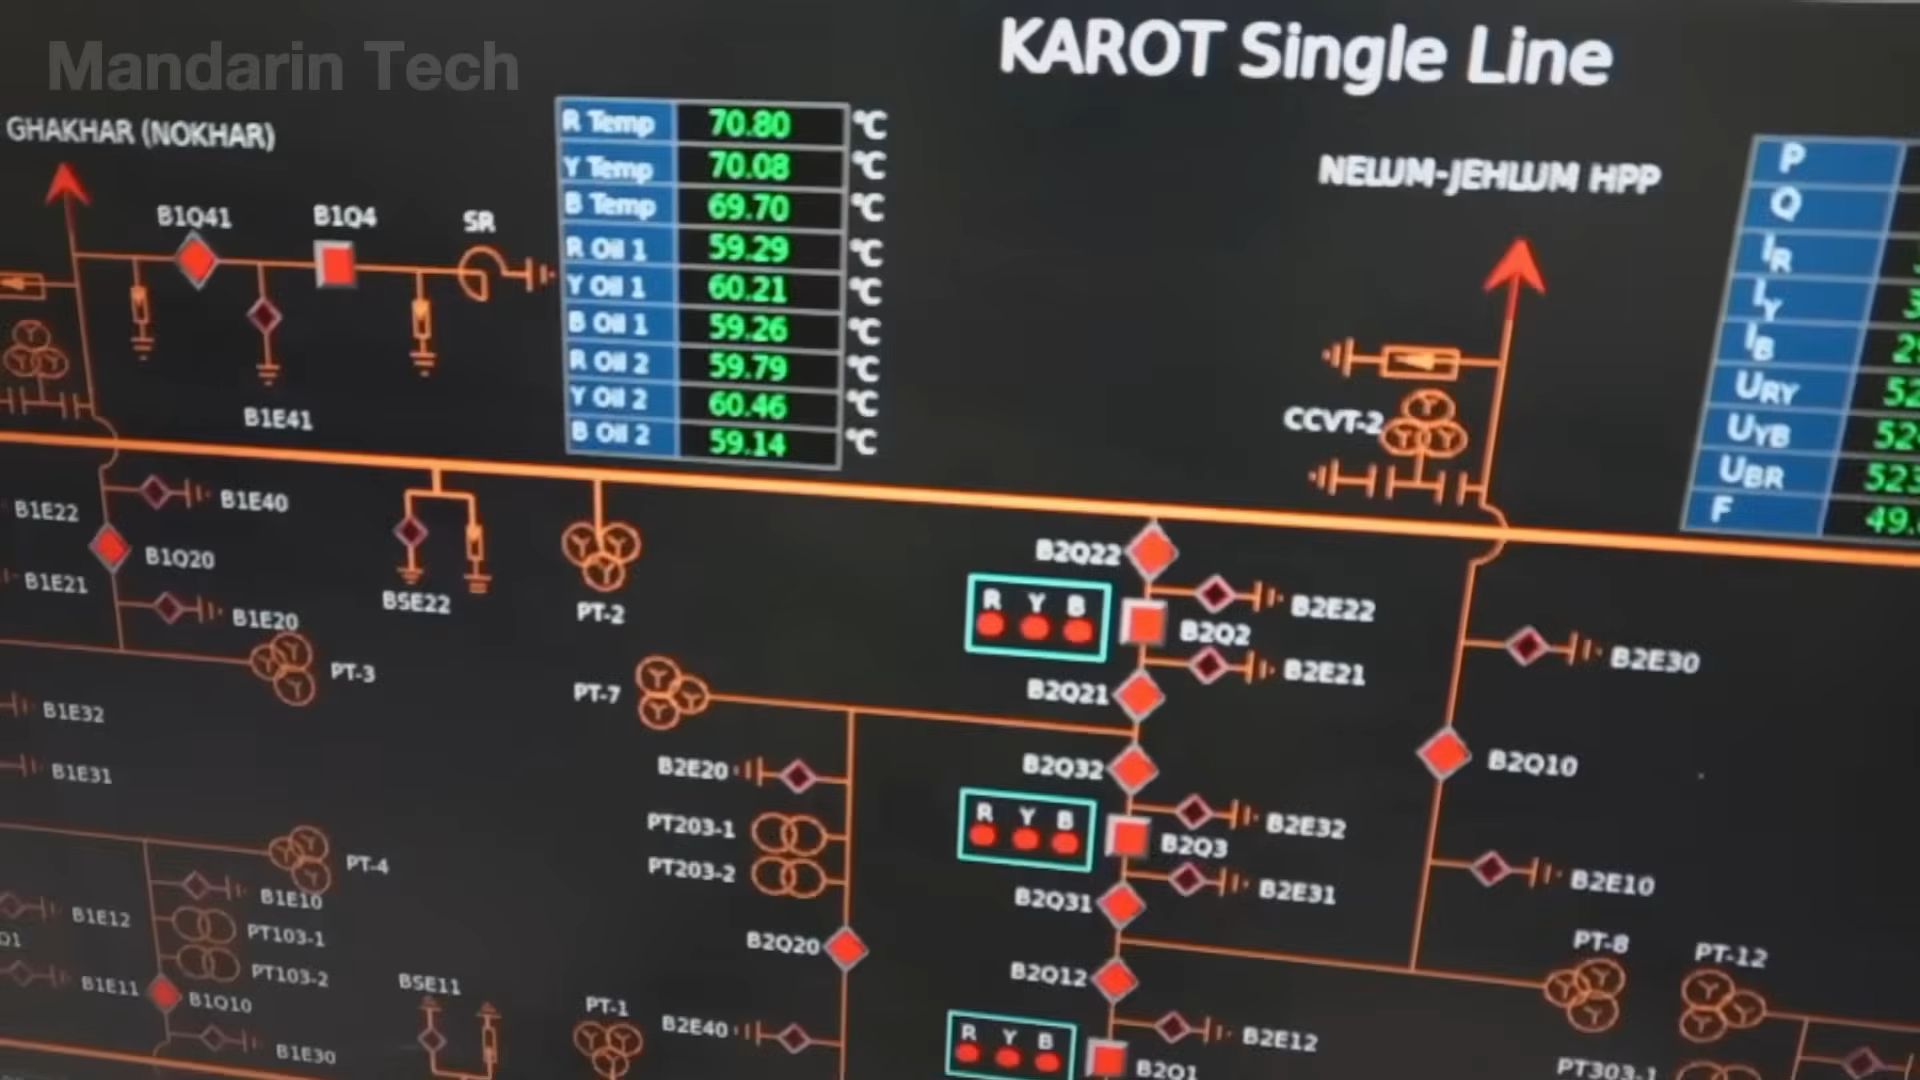 Mandarin Tech
KAROT Single Line
GHAKHAR (NOKHAR)
NELUM-JEHLUM HPP
B1Q41
B1Q4
SR
R Temp 70.80 °C
Y Temp 70.08 °C
B Temp 69.70 °C
R Oil 1 59.29 °C
Y Oil 1 60.21 °C
B Oil 1 59.26 °C
R Oil 2 59.79 °C
Y Oil 2 60.46 °C
B Oil 2 59.14 °C
P
Q
IR
IY
IB
URY
UYB
UBR
F
B1E41
CCVT-2
B1E22
B1E40
B1Q20
B1E21
B1E20
BSE22
PT-2
B2Q22
R Y B
B2E22
B2Q2
B2E21
B2Q21
B2E30
PT-3
PT-7
B1E32
B1E31
B2E20
B2Q32
B2Q10
PT203-1
PT203-2
R Y B
B2E32
B2Q3
B2E31
B2Q31
B2E10
PT-4
B1E10
B1E12
PT103-1
PT103-2
B1E11
B1Q10
B1E30
BSE11
PT-1
B2Q20
B2E40
B2Q12
PT-8
PT-12
R Y B
B2E12
B2Q1
PT303-1